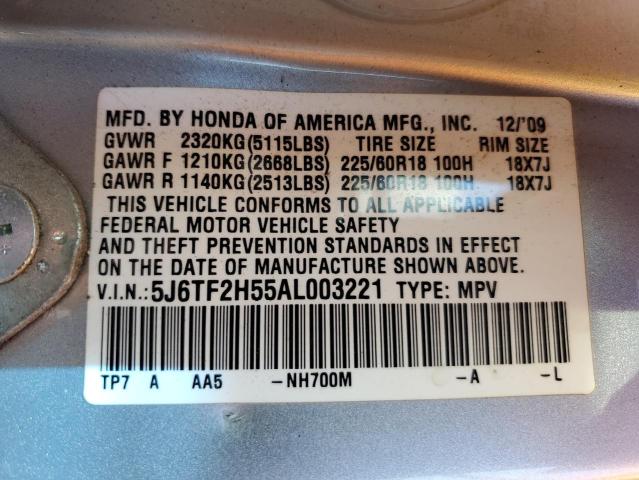 MFD. BY HONDA OF AMERICA MFG., INC. 12/'09
GVWR 2320KG(5115LBS) TIRE SIZE RIM SIZE
GAWR F 1210KG(2668LBS) 225/60R18 100H 18X7J
GAWR R 1140KG(2513LBS) 225/60R18 100H 18X7J
THIS VEHICLE CONFORMS TO ALL APPLICABLE
FEDERAL MOTOR VEHICLE SAFETY
AND THEFT PREVENTION STANDARDS IN EFFECT
ON THE DATE OF MANUFACTURE SHOWN ABOVE.
V.I.N.:5J6TF2H55AL003221 TYPE: MPV
TP7 A AA5 -NH700M -A -L